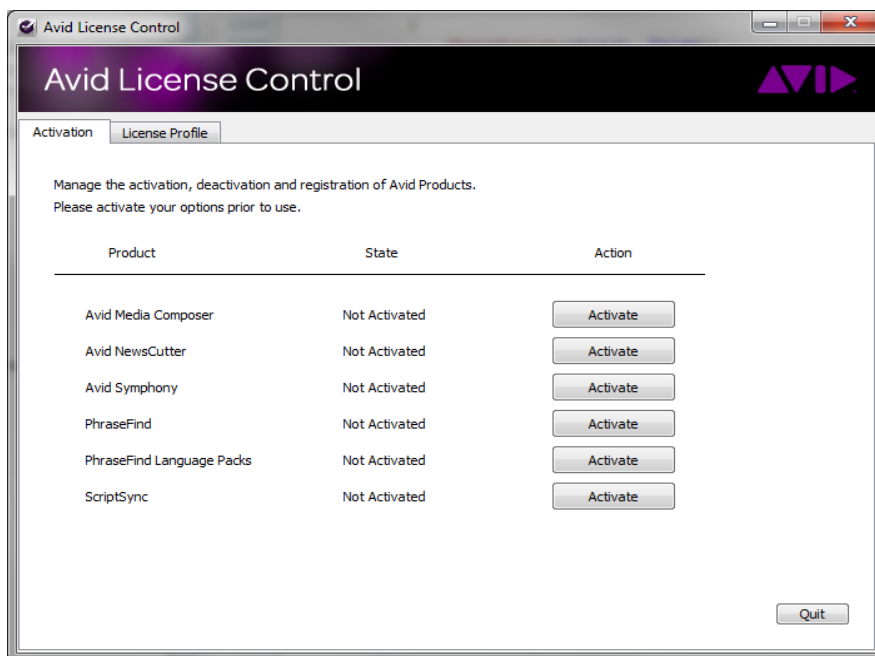 Avid License Control
Avid License Control
AVID
Activation License Profile
Manage the activation, deactivation and registration of Avid Products.
Please activate your options prior to use.
Product State Action
Avid Media Composer Not Activated Activate
Avid NewsCutter Not Activated Activate
Avid Symphony Not Activated Activate
PhraseFind Not Activated Activate
PhraseFind Language Packs Not Activated Activate
ScriptSync Not Activated Activate
Quit